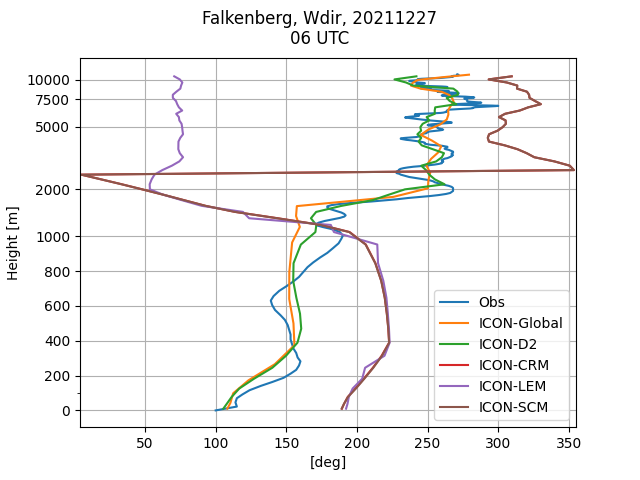 Falkenberg, Wdir, 20211227
06 UTC
Height [m]
10000
7500
5000
2000
1000
800
600
400
200
0
Obs
ICON-Global
ICON-D2
ICON-CRM
ICON-LEM
ICON-SCM
50
100
150
200
250
300
350
[deg]